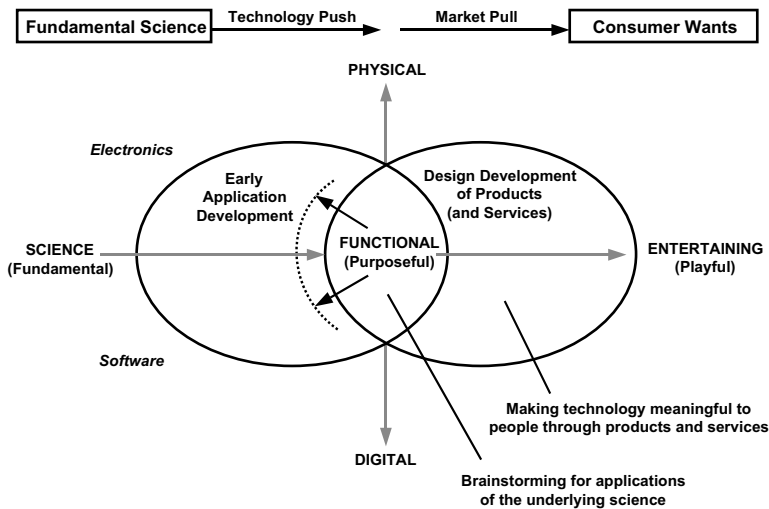 Fundamental Science
Technology Push
Market Pull
Consumer Wants
PHYSICAL
Electronics
Early
Application
Development
Design Development
of Products
(and Services)
SCIENCE
(Fundamental)
FUNCTIONAL
(Purposeful)
ENTERTAINING
(Playful)
Software
Making technology meaningful to
people through products and services
DIGITAL
Brainstorming for applications
of the underlying science